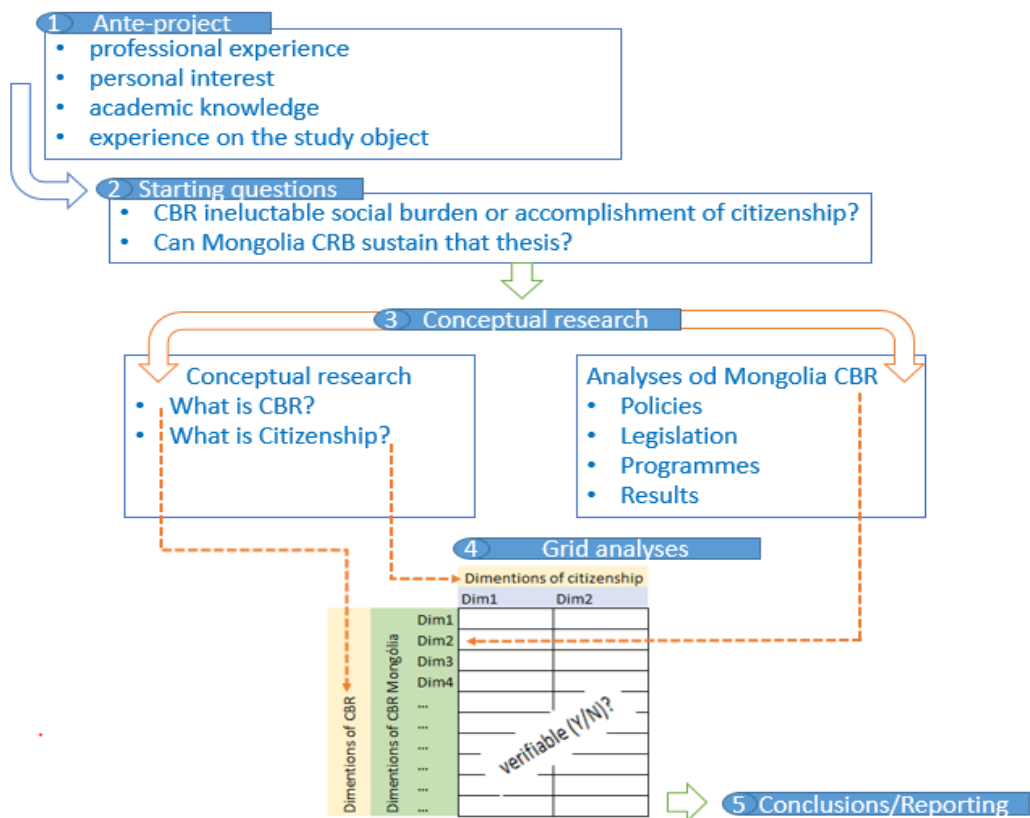 1 Ante-project
• professional experience
• personal interest
• academic knowledge
• experience on the study object
2 Starting questions
• CBR ineluctable social burden or accomplishment of citizenship?
• Can Mongolia CRB sustain that thesis?
3 Conceptual research
Conceptual research
• What is CBR?
• What is Citizenship?
Analyses od Mongolia CBR
• Policies
• Legislation
• Programmes
• Results
4 Grid analyses
Dimentions of citizenship
Dim1 Dim2
Dimentions of CBR
Dimentions of CBR Mongólia
Dim1
Dim2
Dim3
Dim4
...
...
...
...
...
...
verifiable (Y/N)?
5 Conclusions/Reporting